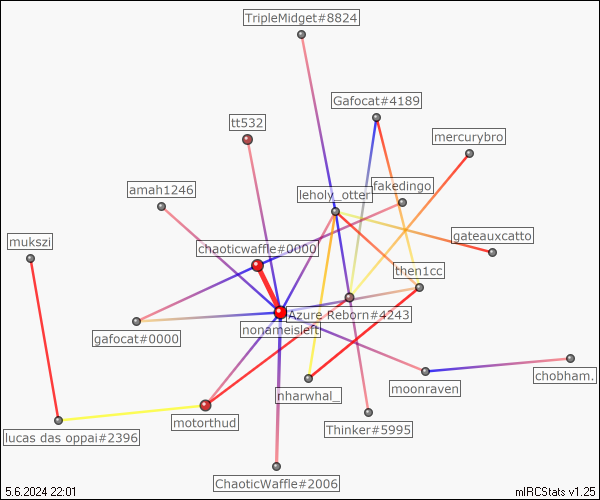 TripleMidget#8824
Gafocat#4189
tt532
mercurybro
fakedingo
amah1246
leholy_otter
mukszi
gateauxcatto
chaoticwaffle#0000
then1cc
Azure Reborn#4243
gafocat#0000
nonameisleft
chobham.
moonraven
nharwhal_
motorthud
Thinker#5995
lucas das oppai#2396
ChaoticWaffle#2006
5.6.2024 22:01
mIRCStats v1.25